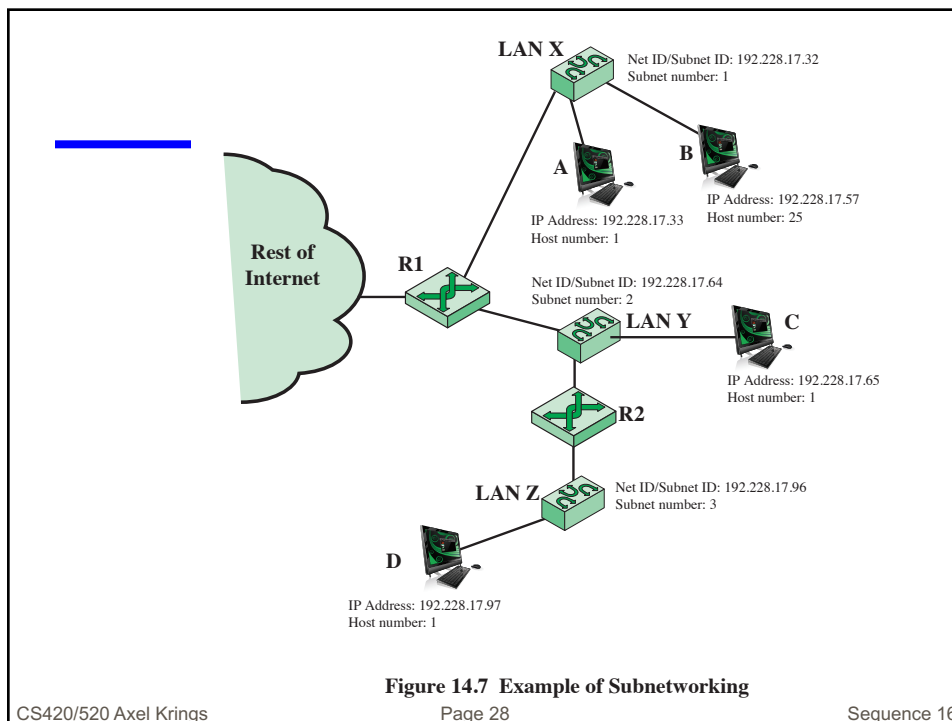 LAN X
Net ID/Subnet ID: 192.228.17.32
Subnet number: 1
A
B
IP Address: 192.228.17.57
Host number: 25
IP Address: 192.228.17.33
Host number: 1
Rest of
Internet
R1
Net ID/Subnet ID: 192.228.17.64
Subnet number: 2
LAN Y
C
IP Address: 192.228.17.65
Host number: 1
R2
LAN Z
Net ID/Subnet ID: 192.228.17.96
Subnet number: 3
D
IP Address: 192.228.17.97
Host number: 1
Figure 14.7 Example of Subnetworking
CS420/520 Axel Krings
Page 28
Sequence 16